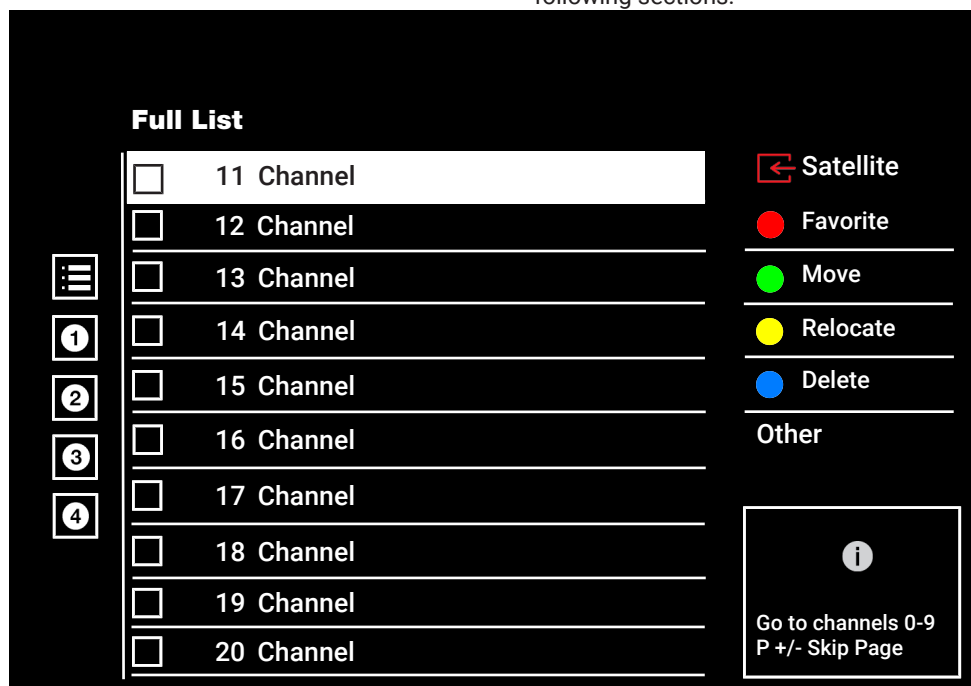 following sections.
Full List
11 Channel
12 Channel
13 Channel
14 Channel
15 Channel
16 Channel
17 Channel
18 Channel
19 Channel
20 Channel
1
2
3
4
Satellite
Favorite
Move
Relocate
Delete
Other
i
Go to channels 0-9
P +/- Skip Page